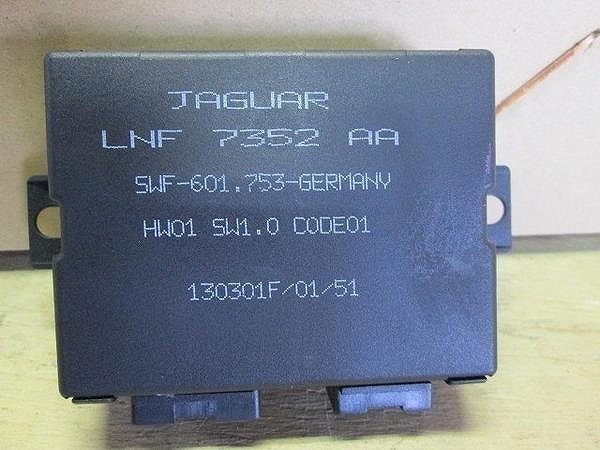 JAGUAR
LNF 7352 AA
SWF-601.753-GERMANY
HW01 SW1.0 CODE01
130301F/01/51